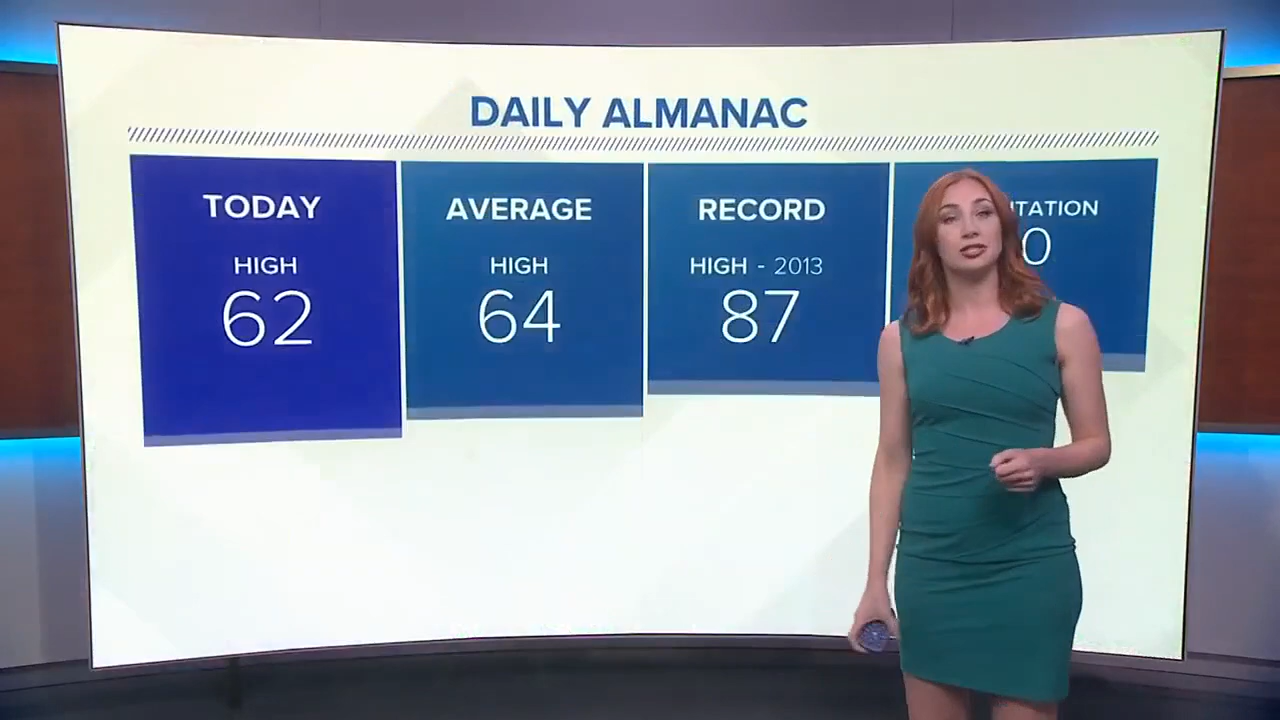 DAILY ALMANAC
TODAY
HIGH
62
AVERAGE
HIGH
64
RECORD
HIGH - 2013
87